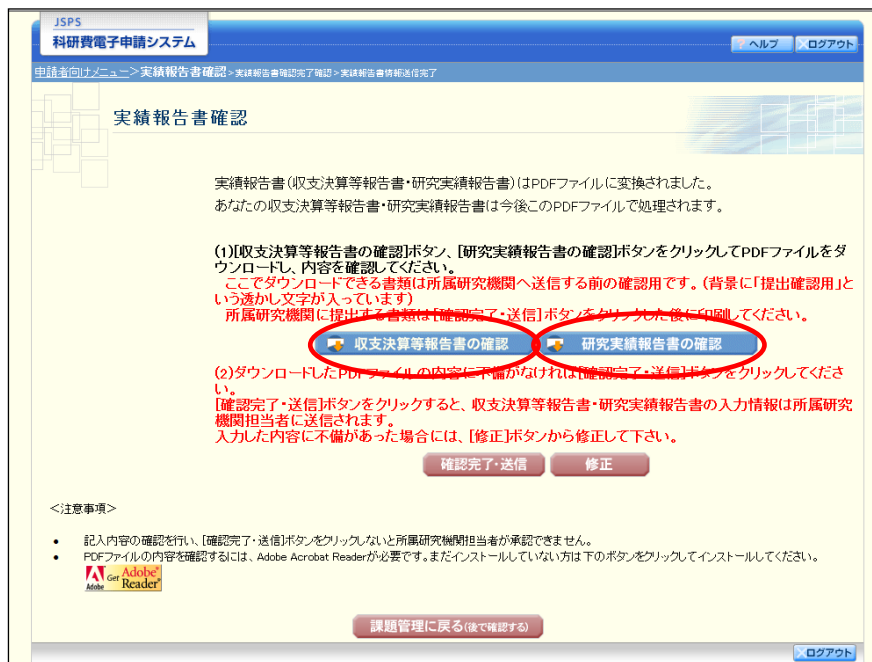 JSPS
科研費電子申請システム
ヘルプ
ログアウト
申請者向けメニュー>実績報告書確認>実績報告書確認完了確認>実績報告書情報送信完了
実績報告書確認
実績報告書(収支決算等報告書・研究実績報告書)はPDFファイルに変換されました。
あなたの収支決算等報告書・研究実績報告書は今後このPDFファイルで処理されます。
(1)[収支決算等報告書の確認]ボタン、[研究実績報告書の確認]ボタンをクリックしてPDFファイルをダ
ウンロードし、内容を確認してください。
ここでダウンロードできる書類は所属研究機関へ送信する前の確認用です。(背景に「提出確認用」と
いう透かし文字が入っています)
所属研究機関に提出する書類は[確認完了・送信]ボタンをクリックした後に印刷してください。
収支決算等報告書の確認
研究実績報告書の確認
(2)ダウンロードしたPDFファイルの内容に不備がなければ[確認完了・送信]ボタンをクリックしてくださ
い。
[確認完了・送信]ボタンをクリックすると、収支決算等報告書・研究実績報告書の入力情報は所属研究
機関担当者に送信されます。
入力した内容に不備があった場合には、[修正]ボタンから修正して下さい。
確認完了・送信
修正
<注意事項>
● 記入内容の確認を行い、[確認完了・送信]ボタンをクリックしないと所属研究機関担当者が承認できません。
● PDFファイルの内容を確認するには、Adobe Acrobat Readerが必要です。まだインストールしていない方は下のボタンをクリックしてインストールしてください。
Adobe Get Adobe® Reader®
課題管理に戻る(後で確認する)
ログアウト